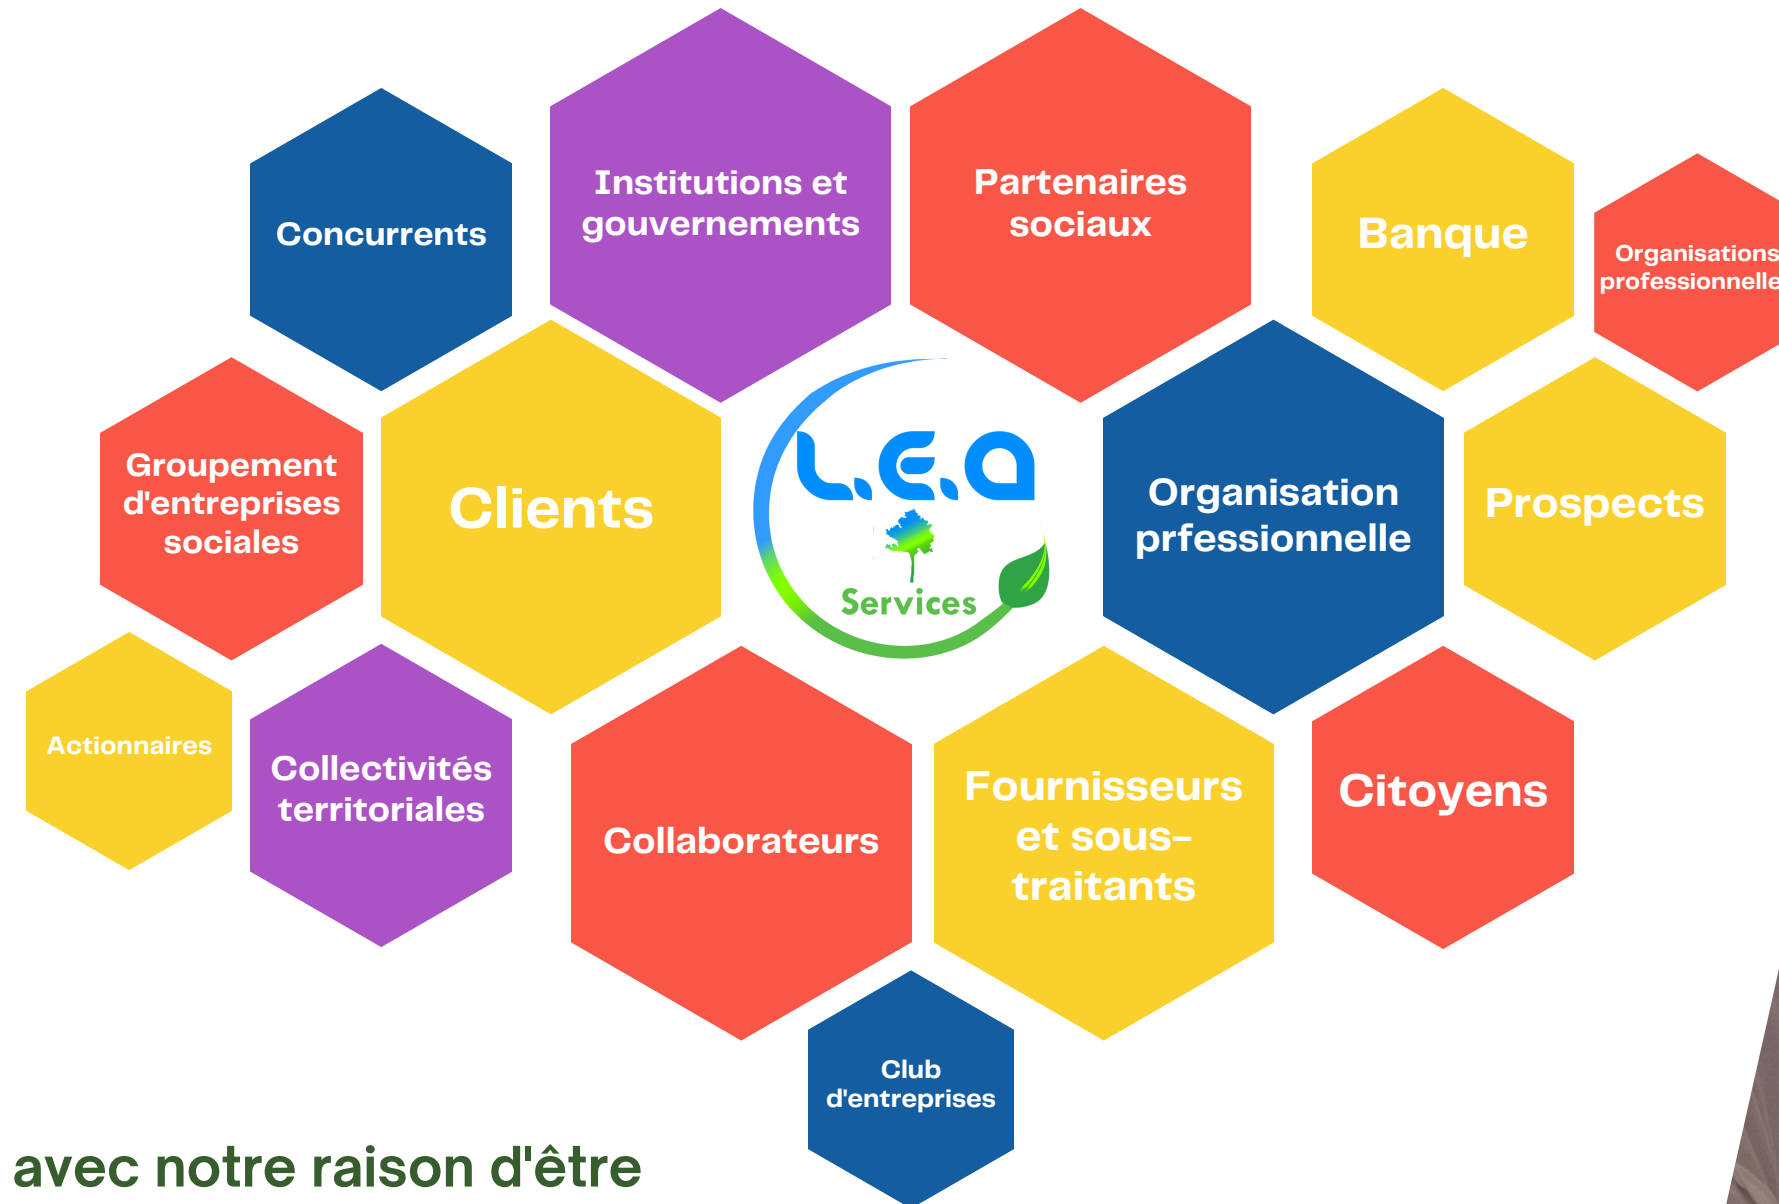 Institutions et
gouvernements
Partenaires
sociaux
Concurrents
Banque
Organisations
professionnelle
Groupement
d'entreprises
sociales
Clients
L.E.A
Services
Organisation
prfessionnelle
Prospects
Actionnaires
Collectivités
territoriales
Collaborateurs
Fournisseurs
et sous-
traitants
Citoyens
Club
d'entreprises
avec notre raison d'être